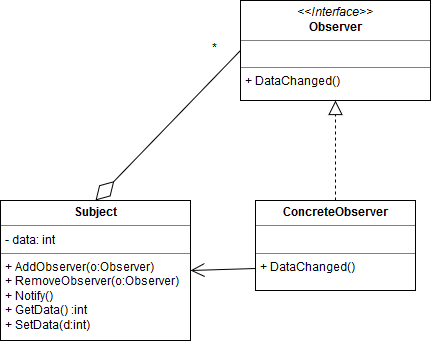 <<Interface>>
Observer
+ DataChanged()
*
Subject
- data: int
+ AddObserver(o:Observer)
+ RemoveObserver(o:Observer)
+ Notify()
+ GetData() :int
+ SetData(d:int)
ConcreteObserver
+ DataChanged()